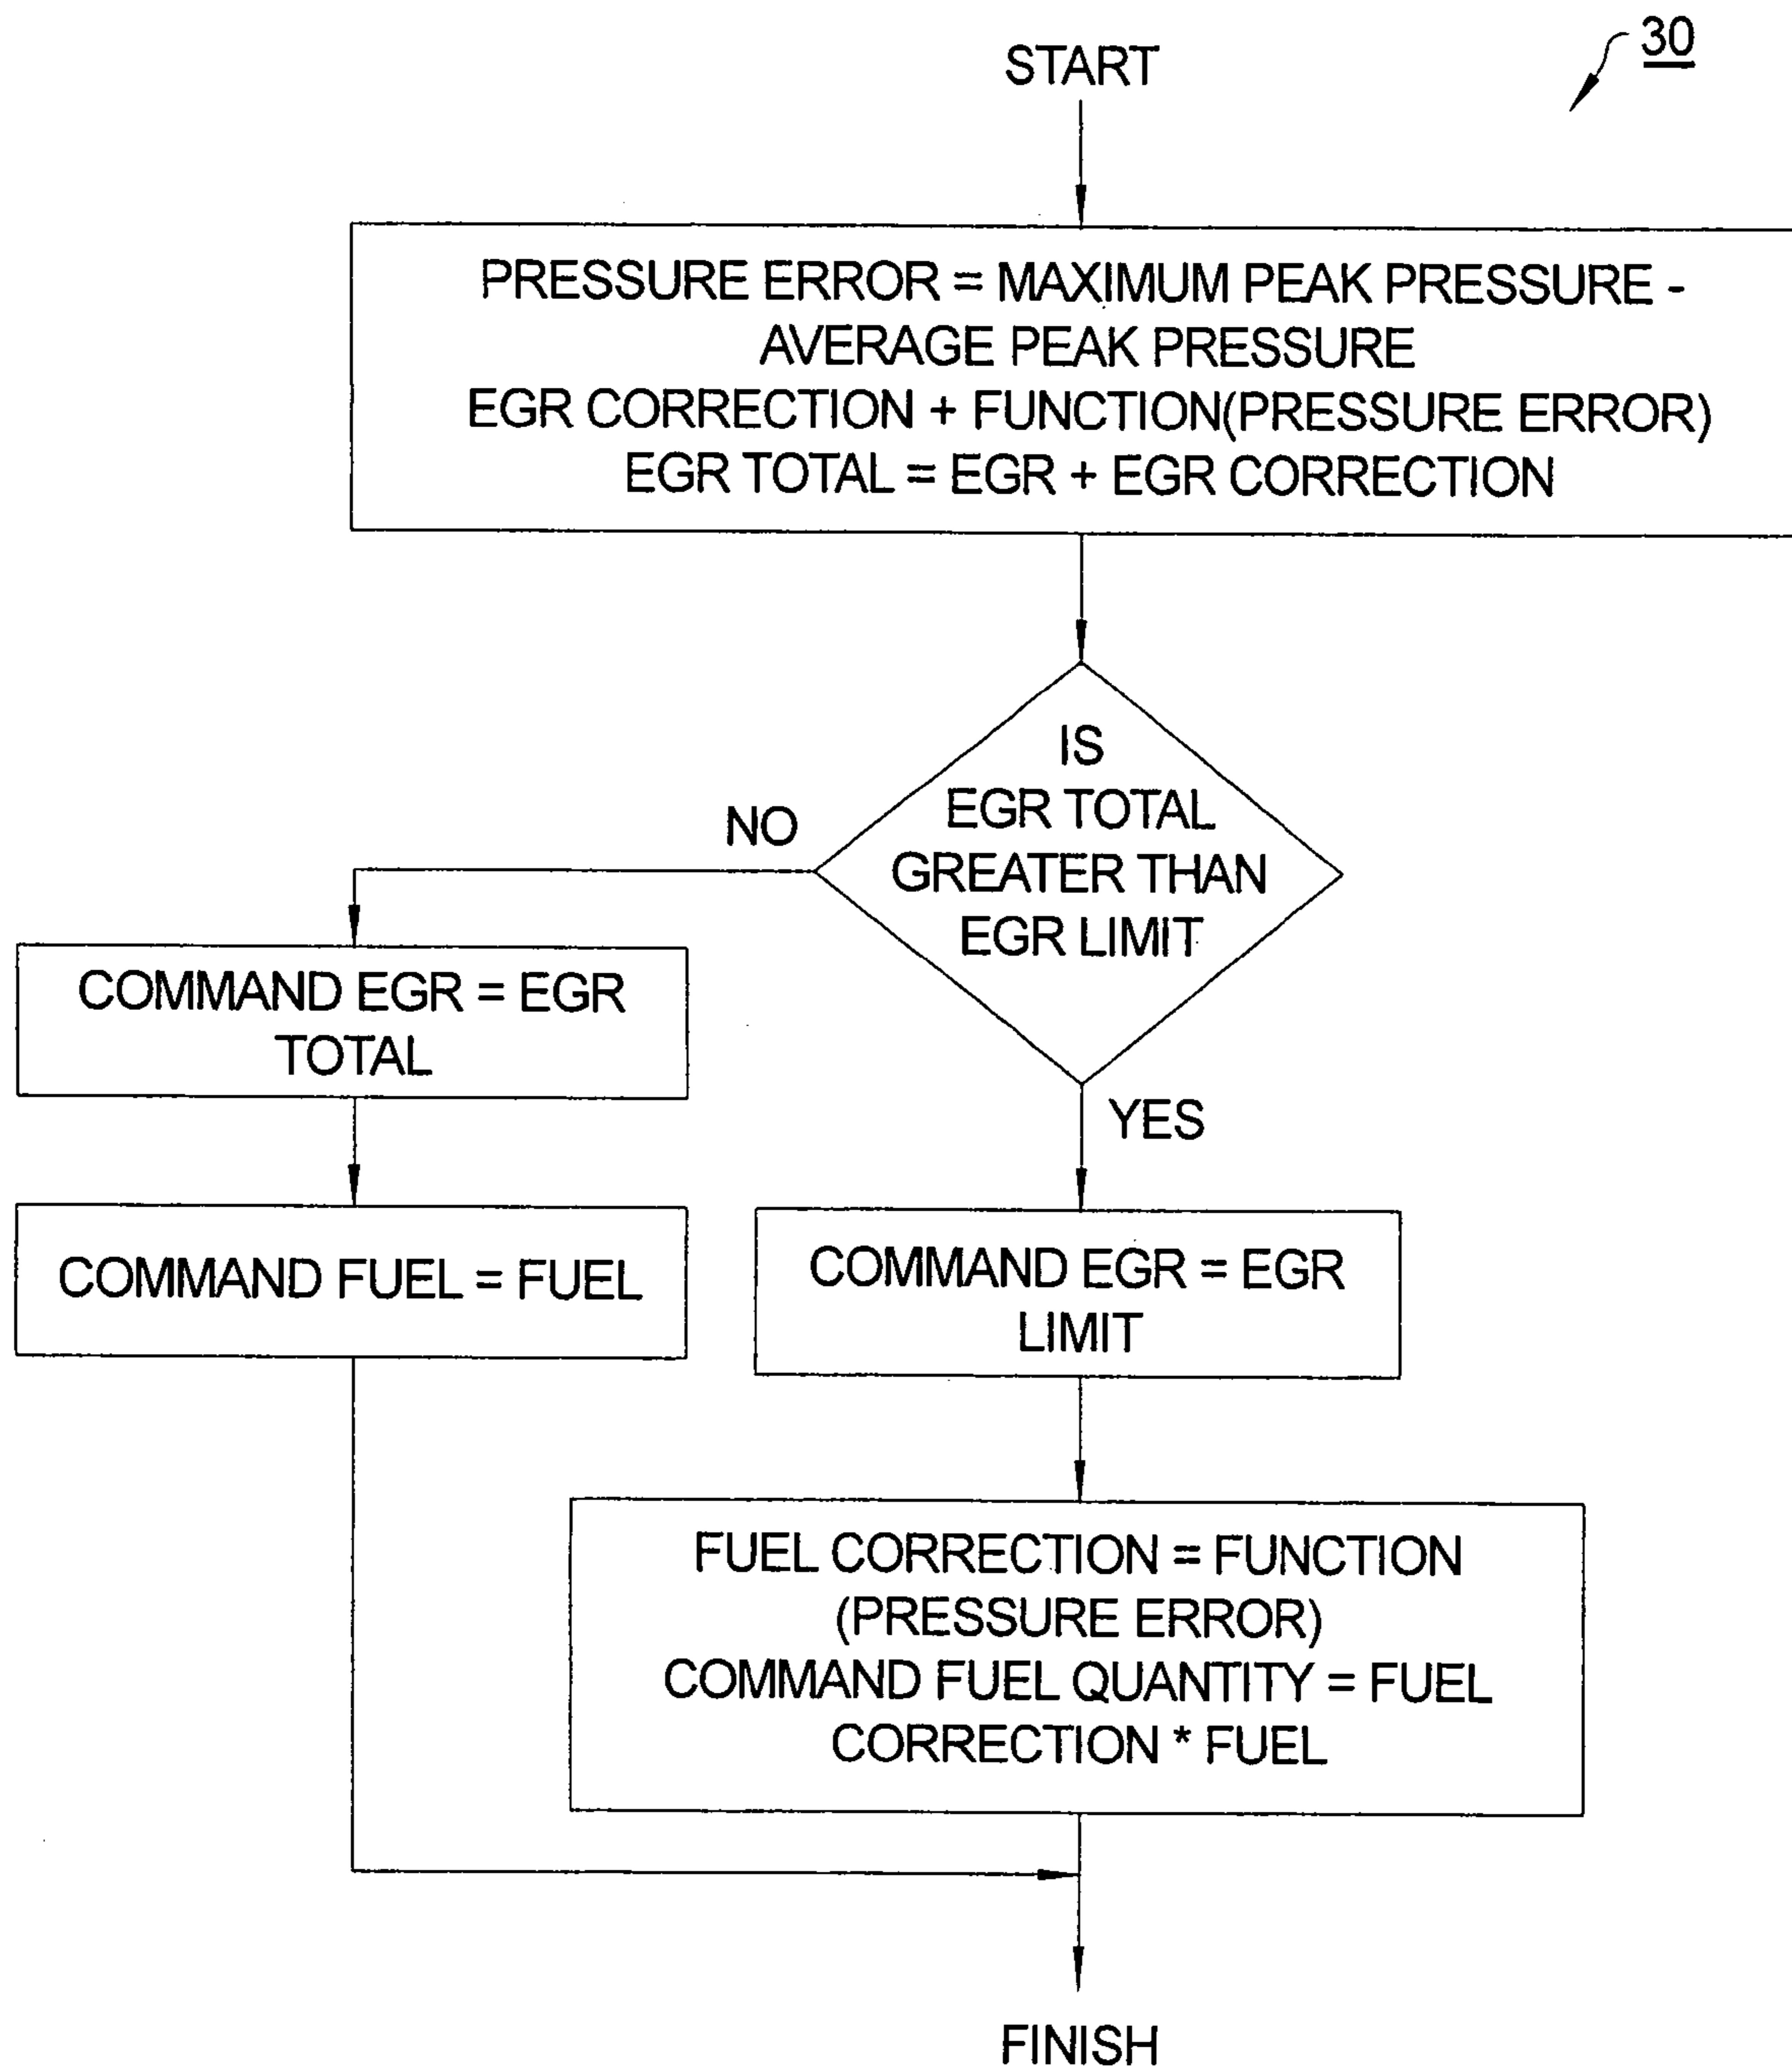 30
START
PRESSURE ERROR = MAXIMUM PEAK PRESSURE -
AVERAGE PEAK PRESSURE
EGR CORRECTION + FUNCTION(PRESSURE ERROR)
EGR TOTAL = EGR + EGR CORRECTION
IS
EGR TOTAL
GREATER THAN
EGR LIMIT
NO
COMMAND EGR = EGR
TOTAL
COMMAND FUEL = FUEL
YES
COMMAND EGR = EGR
LIMIT
FUEL CORRECTION = FUNCTION
(PRESSURE ERROR)
COMMAND FUEL QUANTITY = FUEL
CORRECTION * FUEL
FINISH